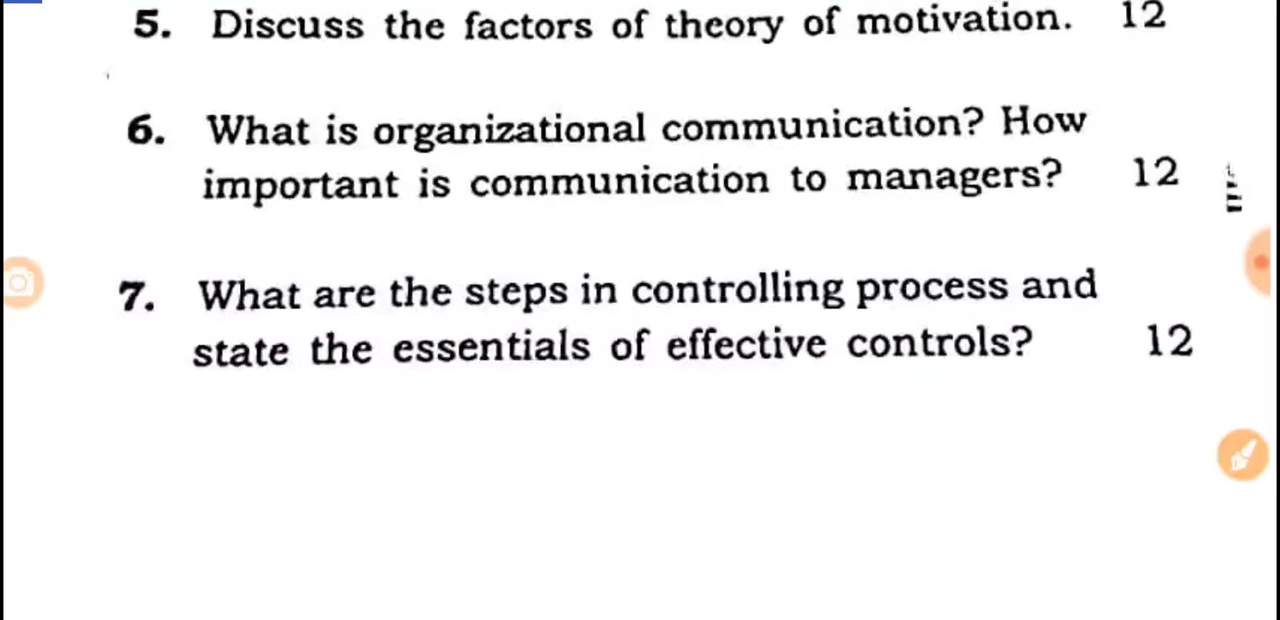 5. Discuss the factors of theory of motivation. 12
6. What is organizational communication? How
important is communication to managers? 12
7. What are the steps in controlling process and
state the essentials of effective controls? 12